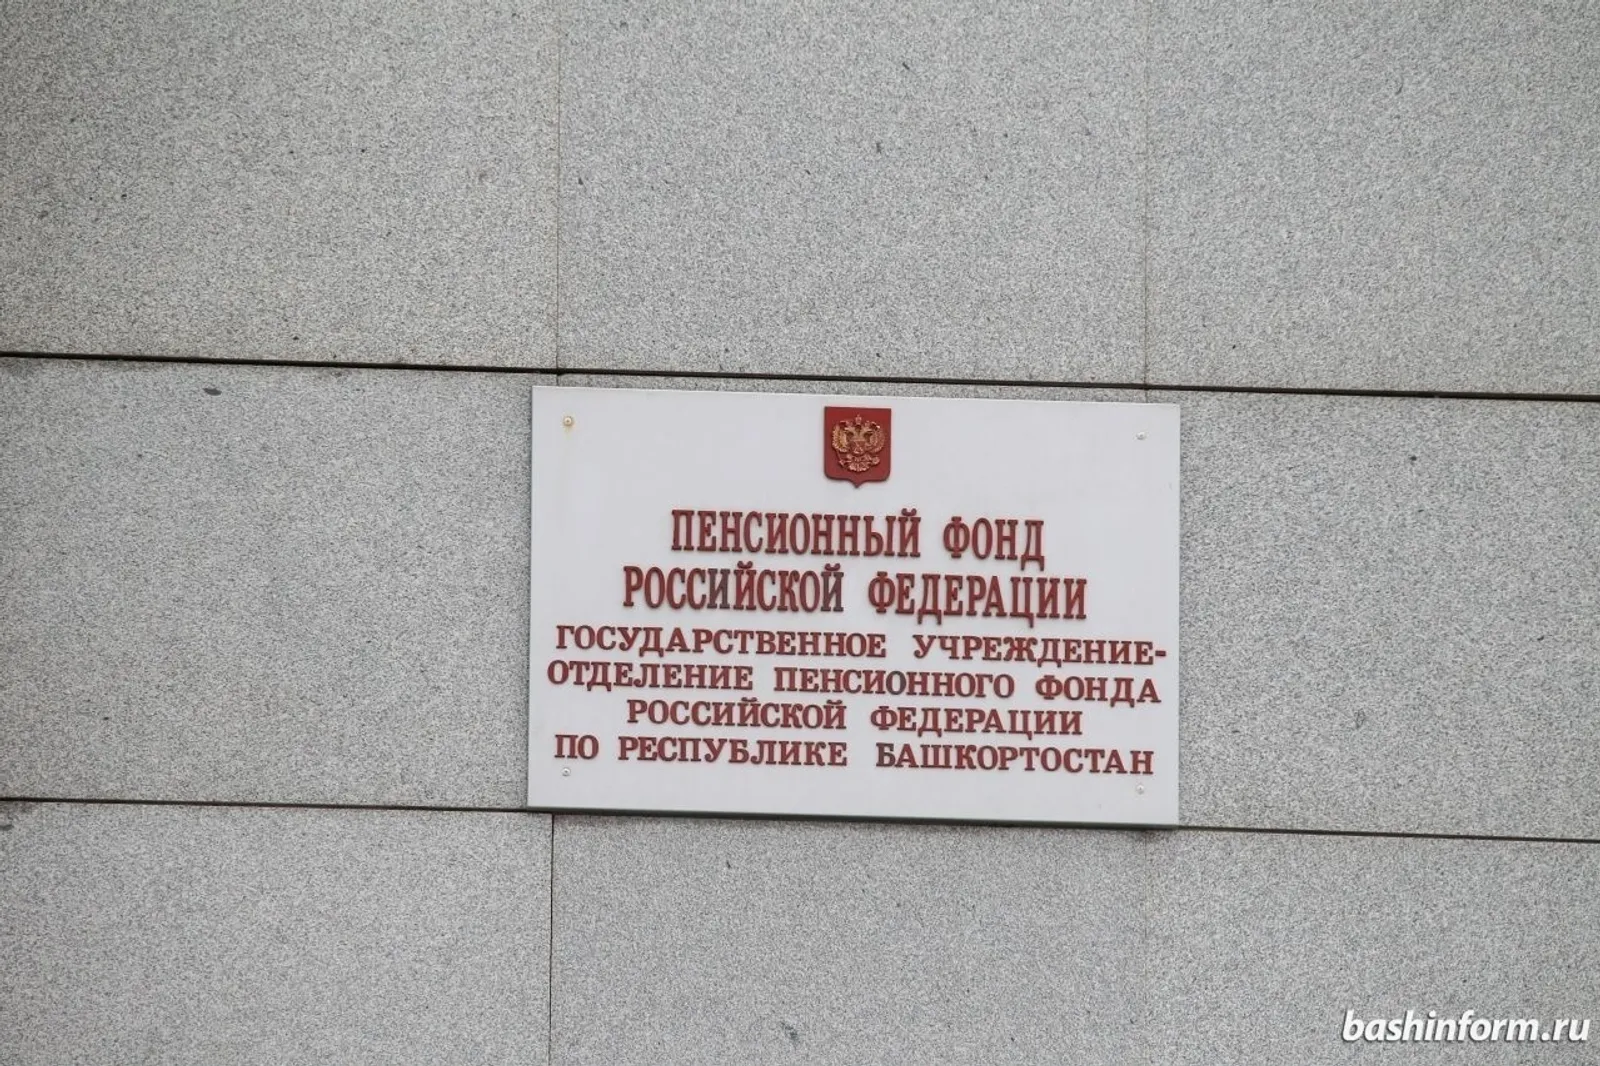 ПЕНСИОННЫЙ ФОНД
РОССИЙСКОЙ ФЕДЕРАЦИИ
ГОСУДАРСТВЕННОЕ УЧРЕЖДЕНИЕ-
ОТДЕЛЕНИЕ ПЕНСИОННОГО ФОНДА
РОССИЙСКОЙ ФЕДЕРАЦИИ
ПО РЕСПУБЛИКЕ БАШКОРТОСТАН
bashinform.ru